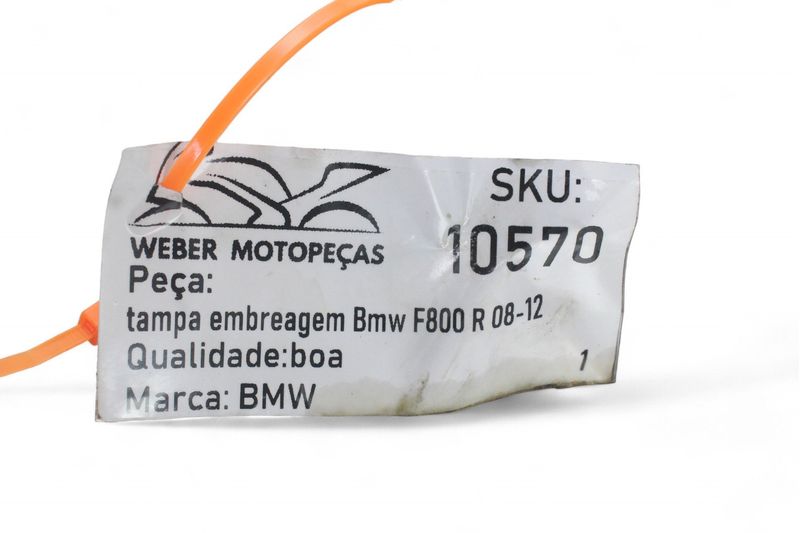 WEBER MOTOPEÇAS
SKU:
10570
Peça:
tampa embreagem Bmw F800 R 08-12
Qualidade:boa
1
Marca: BMW